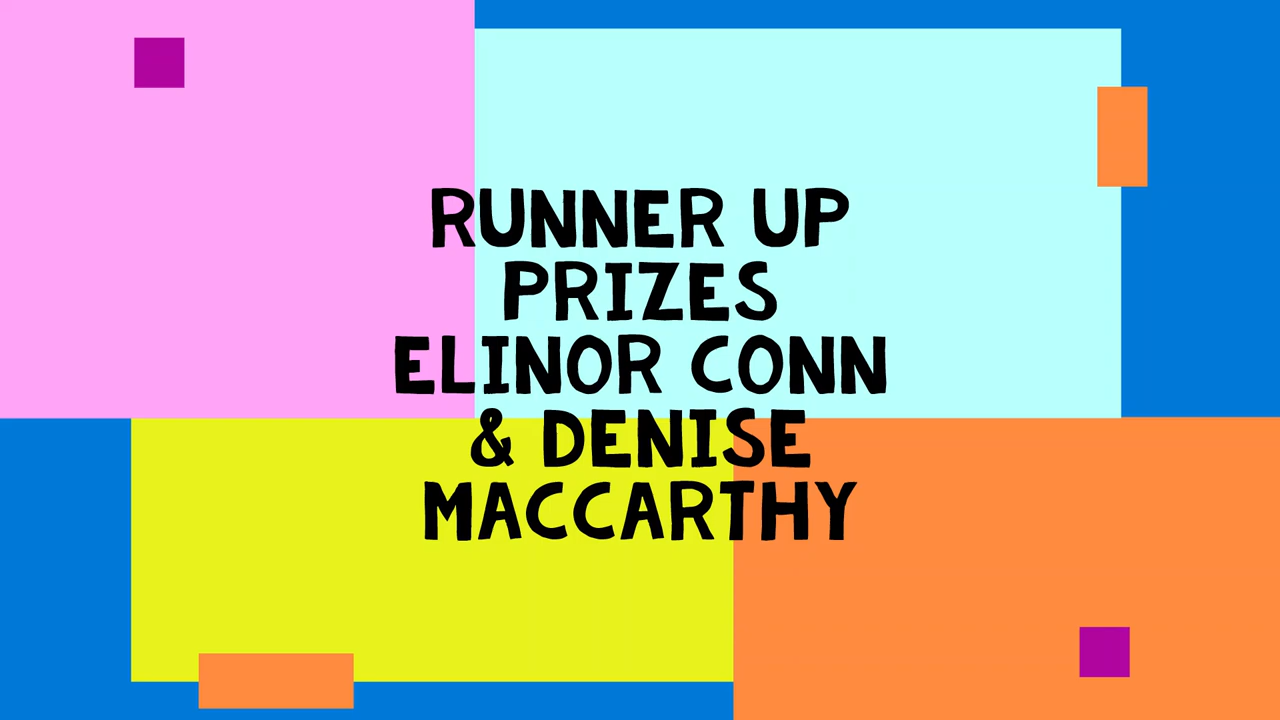 RUNNER UP
PRIZES
ELINOR CONN
& DENISE
MACCARTHY